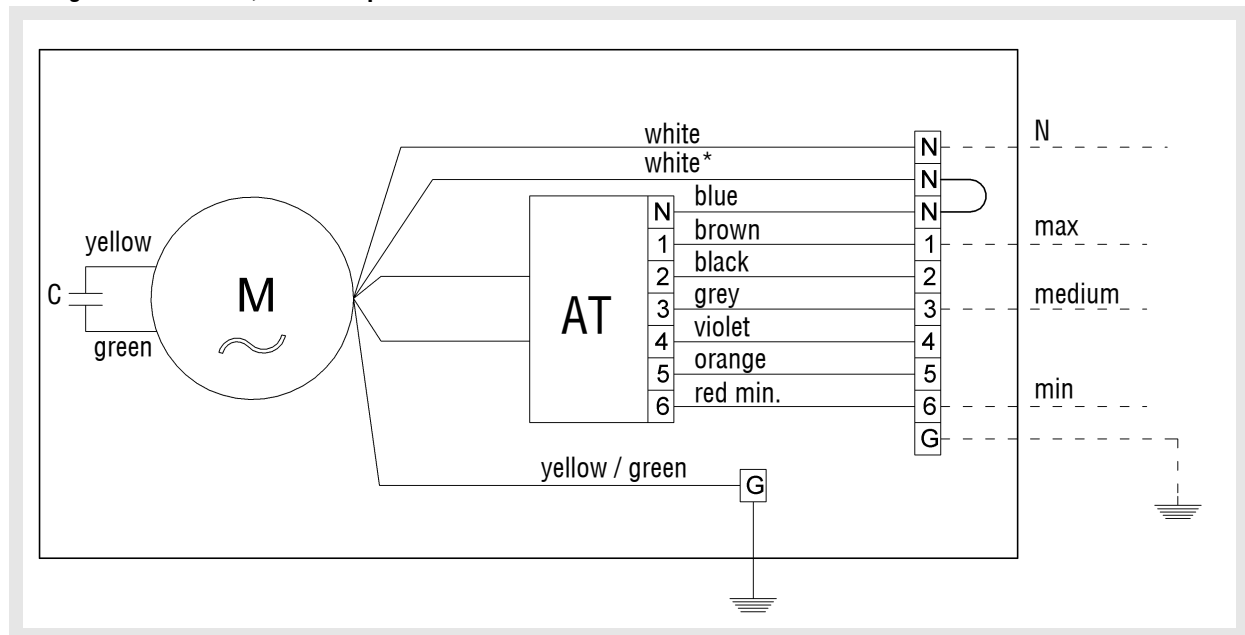 white
N
N
white*
N
blue
N
N
brown
max
1
1
yellow
black
2
2
C
M
AT
grey
medium
3
3
violet
4
4
green
orange
5
5
red min.
min
6
6
G
yellow / green
G